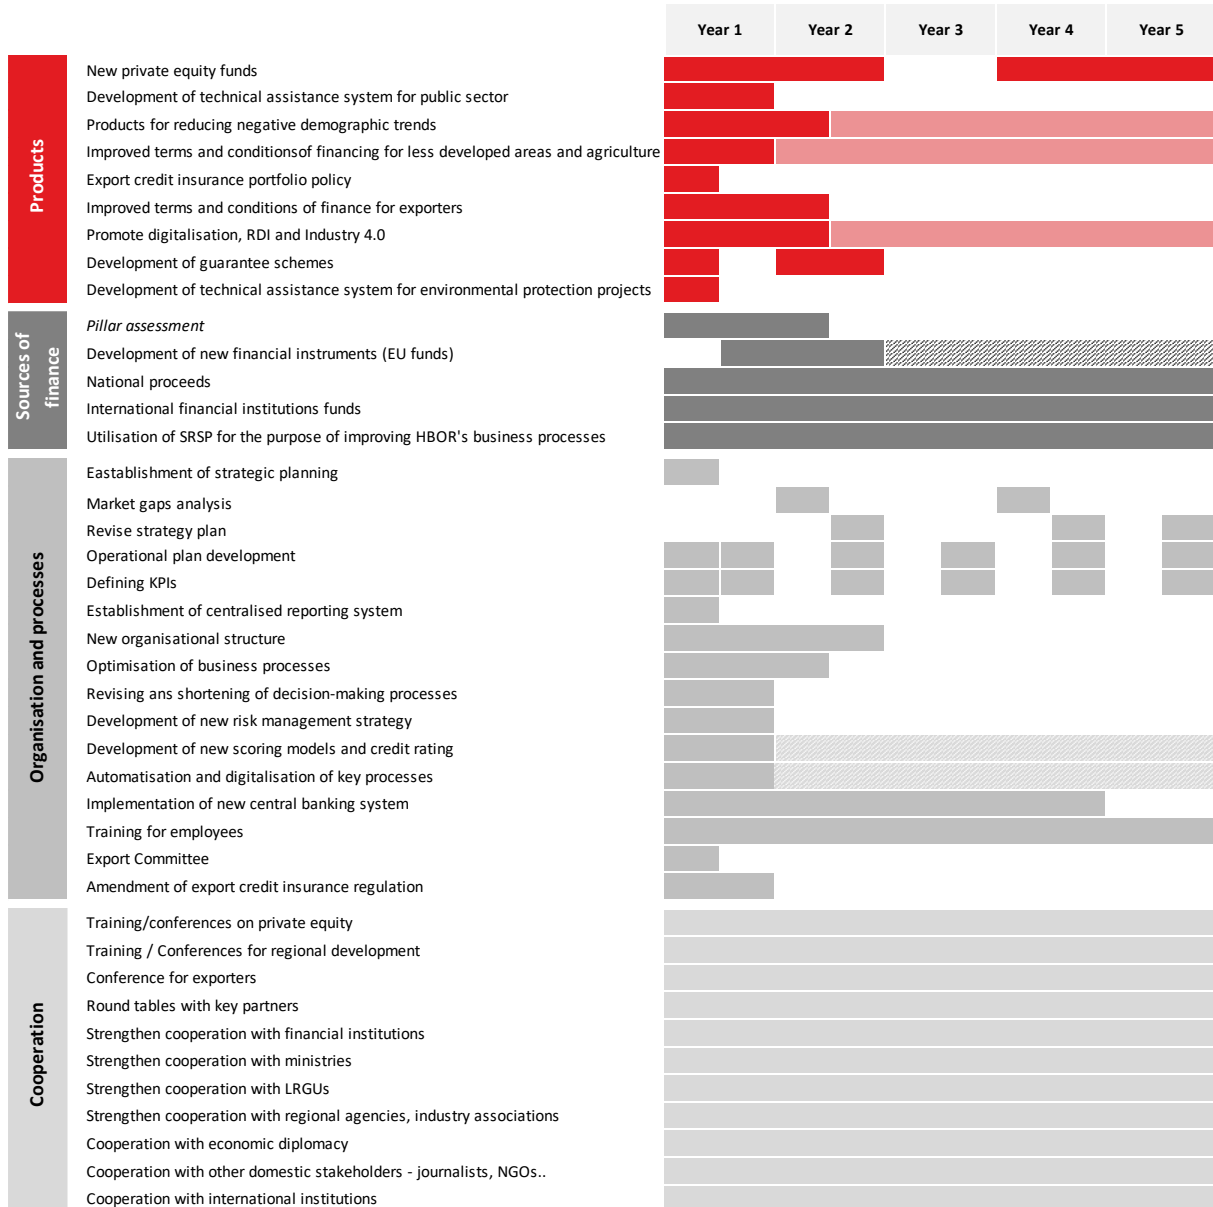 Year 1 Year 2 Year 3 Year 4 Year 5
Products
New private equity funds
Development of technical assistance system for public sector
Products for reducing negative demographic trends
Improved terms and conditionsof financing for less developed areas and agriculture
Export credit insurance portfolio policy
Improved terms and conditions of finance for exporters
Promote digitalisation, RDI and Industry 4.0
Development of guarantee schemes
Development of technical assistance system for environmental protection projects
Sources of
finance
Pillar assessment
Development of new financial instruments (EU funds)
National proceeds
International financial institutions funds
Utilisation of SRSP for the purpose of improving HBOR's business processes
Organisation and processes
Eastablishment of strategic planning
Market gaps analysis
Revise strategy plan
Operational plan development
Defining KPIs
Establishment of centralised reporting system
New organisational structure
Optimisation of business processes
Revising ans shortening of decision-making processes
Development of new risk management strategy
Development of new scoring models and credit rating
Automatisation and digitalisation of key processes
Implementation of new central banking system
Training for employees
Export Committee
Amendment of export credit insurance regulation
Cooperation
Training/conferences on private equity
Training / Conferences for regional development
Conference for exporters
Round tables with key partners
Strengthen cooperation with financial institutions
Strengthen cooperation with ministries
Strengthen cooperation with LRGUs
Strengthen cooperation with regional agencies, industry associations
Cooperation with economic diplomacy
Cooperation with other domestic stakeholders - journalists, NGOs..
Cooperation with international institutions